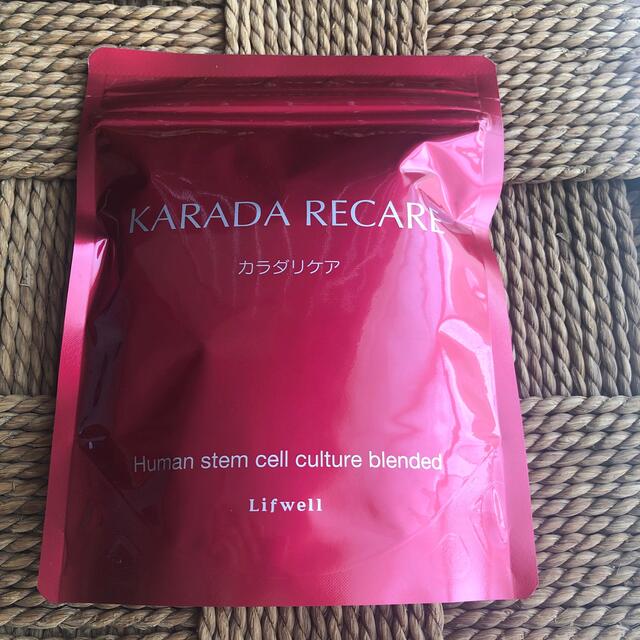 KARADA RECARE
カラダリケア
Human stem cell culture blended
Lifwell